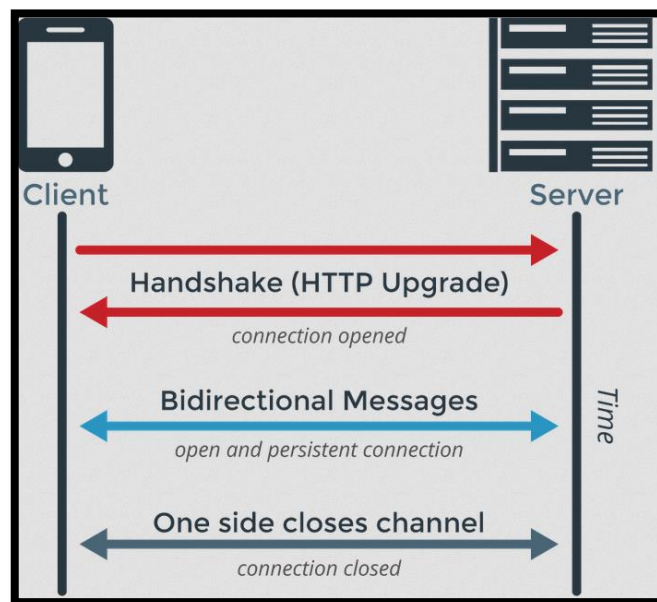 Client
Server
Handshake (HTTP Upgrade)
connection opened
Bidirectional Messages
open and persistent connection
Time
One side closes channel
connection closed